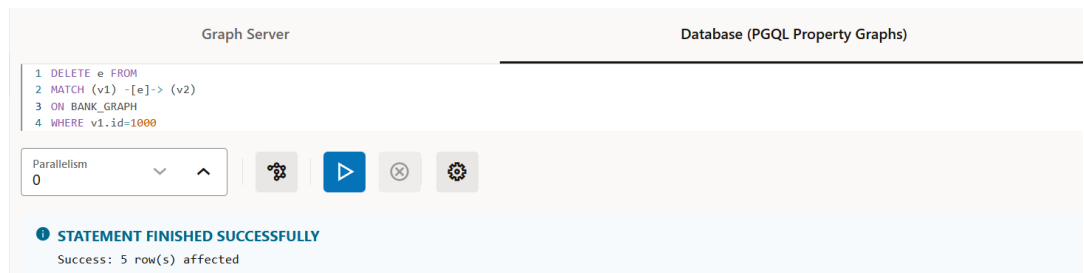 Graph Server
Database (PGQL Property Graphs)
1 DELETE e FROM
2 MATCH (v1) -[e]-> (v2)
3 ON BANK_GRAPH
4 WHERE v1.id=1000
Parallelism
0
STATEMENT FINISHED SUCCESSFULLY
Success: 5 row(s) affected